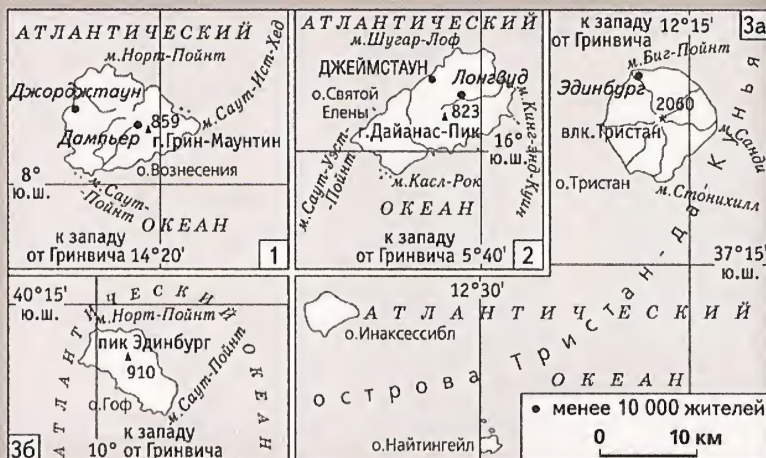 АТЛАНТИЧЕСКИЙ
м.Норт-Пойнт
м.Саут-Ист-Хед
Джорджтаун
859
Дампьер
г.Грин-Маунтин
о.Вознесения
8°
ю.ш.
м.Саут-
Пойнт
ОКЕАН
к западу
от Гринвича 14°20'
1
АТЛАНТИЧЕСКИЙ
м.Шугар-Лоф
ДЖЕЙМСТАУН
Лонгвуд
о.Святой
Елены
823
г.Дайанас-Пик
м.Кинг-энд-Куин
16°
ю.ш.
м.Саут-Уэст-
Пойнт
м.Касл-Рок
ОКЕАН
к западу
от Гринвича 5°40'
2
к западу 12°15'
от Гринвича
3а
м.Биг-Пойнт
Эдинбург
2060
влк.Тристан
м.Санди
о.Тристан
м.Стонихилл
37°15'
ю.ш.
40°15'
ю.ш.
АТЛАНТИЧЕСКИЙ
м.Норт-Пойнт
пик Эдинбург
910
м.Саут-Пойнт
о.Гоф
ОКЕАН
к западу
10° от Гринвича
3б
12°30'
АТЛАНТИЧЕСКИЙ
о.Инаксессибл
острова Тристан-да-Кунья
ОКЕАН
о.Найтингейл
менее 10 000 жителей
0 10 км